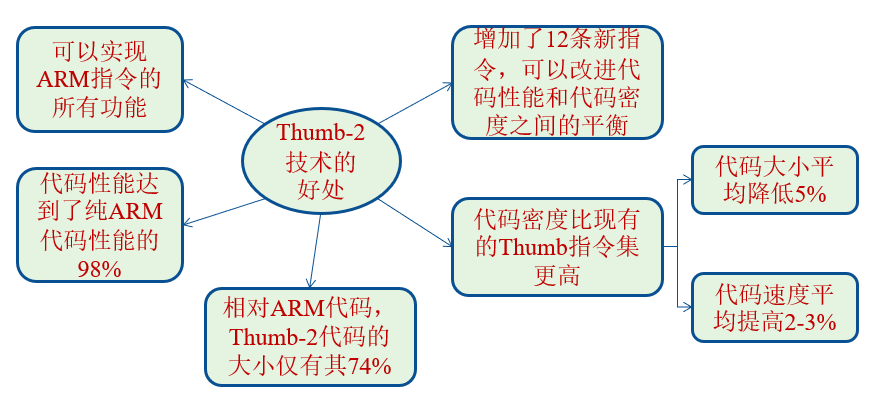 可以实现
ARM指令的
所有功能
增加了12条新指
令，可以改进代
码性能和代码密
度之间的平衡
Thumb-2
技术的
好处
代码性能达
到了纯ARM
代码性能的
98%
相对ARM代码，
Thumb-2代码的
大小仅有其74%
代码密度比现有
的Thumb指令集
更高
代码大小平
均降低5%
代码速度平
均提高2-3%